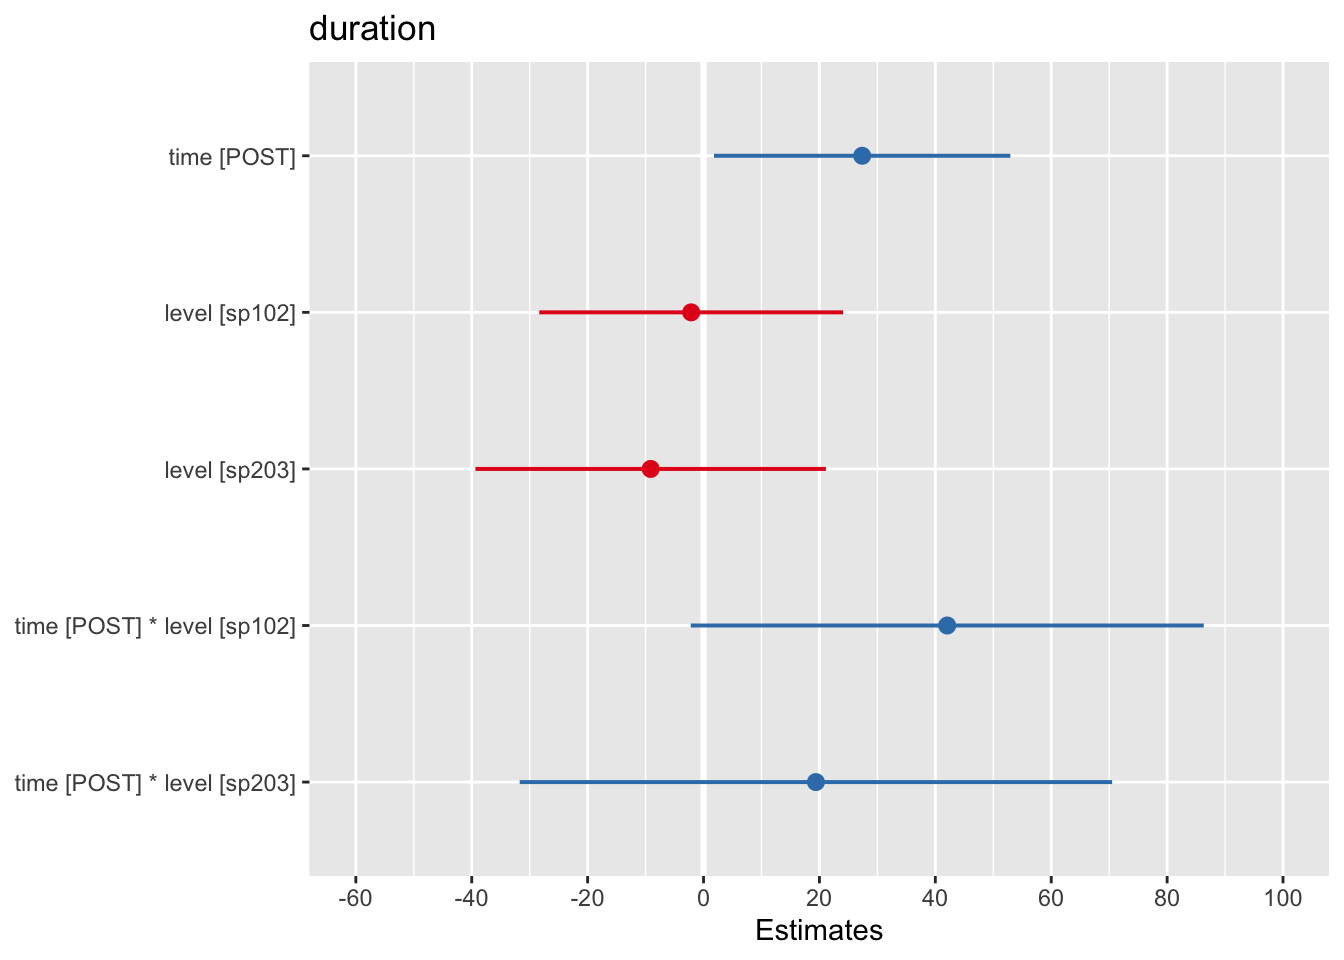 duration
time [POST]
level [sp102]
level [sp203]
time [POST] * level [sp102]
time [POST] * level [sp203]
-60 -40 -20 0 20 40 60 80 100
Estimates